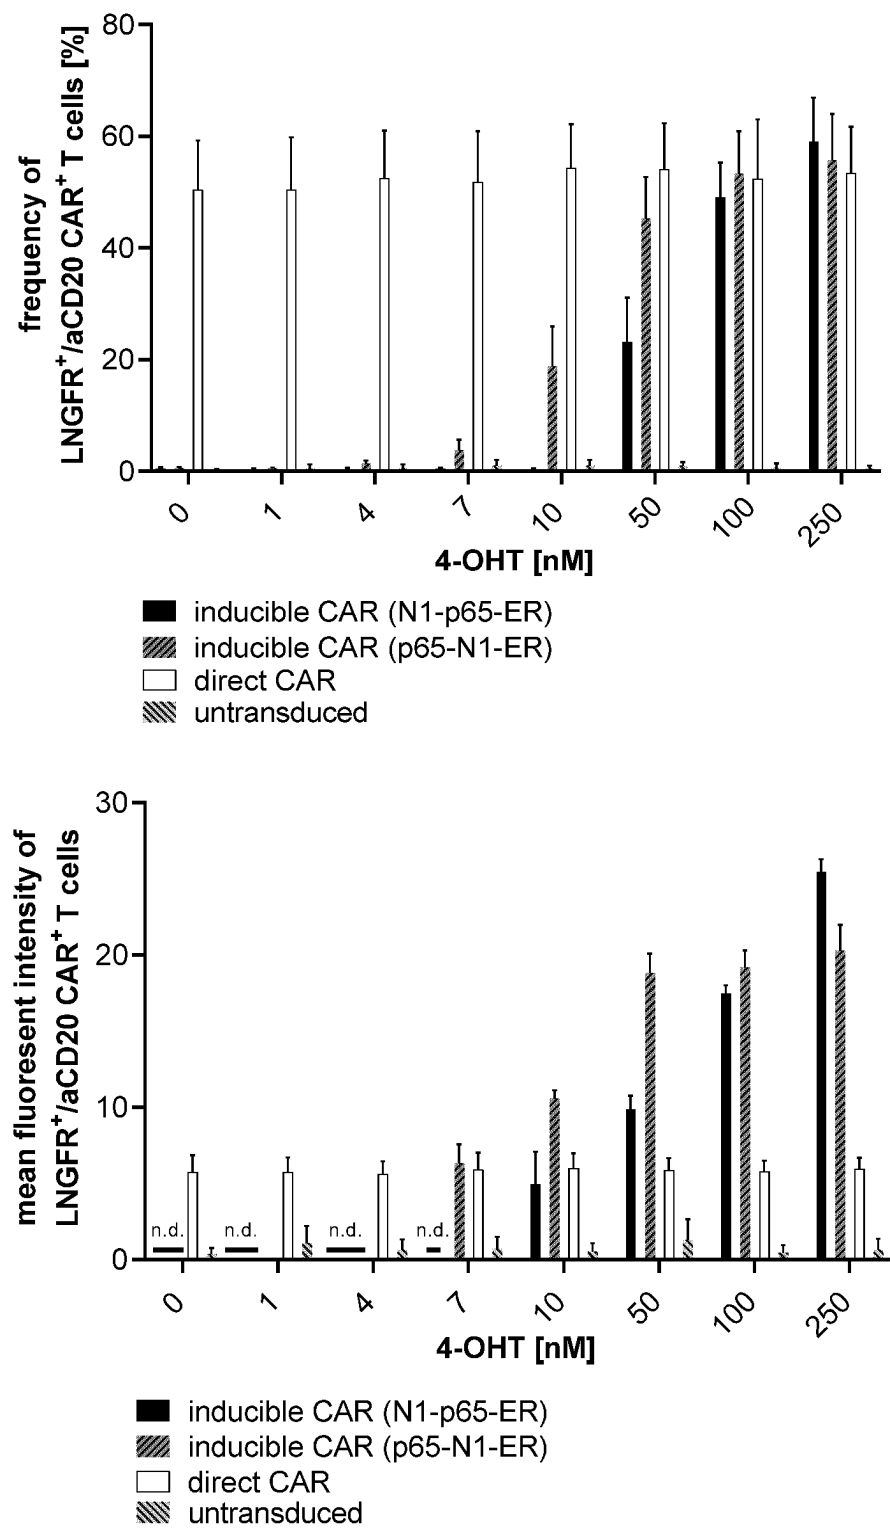 80
60
40
20
0
frequency of
LNGFR⁺/aCD20 CAR⁺ T cells [%]
0 1 4 7 10 50 100 250
4-OHT [nM]
inducible CAR (N1-p65-ER)
inducible CAR (p65-N1-ER)
direct CAR
untransduced
30
20
10
0
mean fluoresent intensity of
LNGFR⁺/aCD20 CAR⁺ T cells
n.d. n.d. n.d. n.d.
0 1 4 7 10 50 100 250
4-OHT [nM]
inducible CAR (N1-p65-ER)
inducible CAR (p65-N1-ER)
direct CAR
untransduced